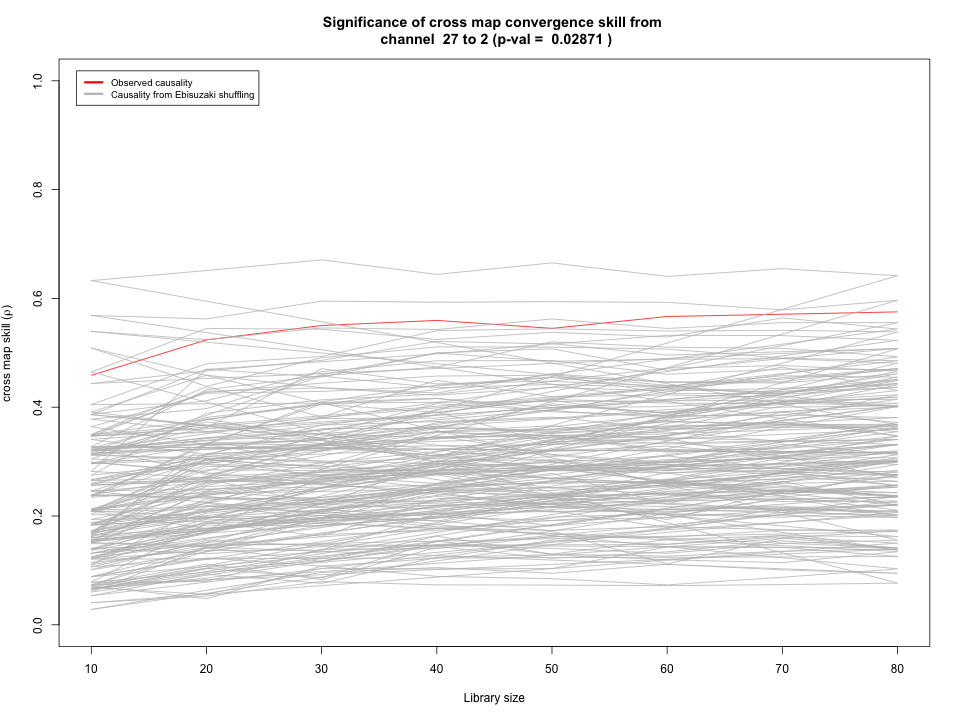 Significance of cross map convergence skill from
channel  27 to 2 (p-val =  0.02871 )
Observed causality
Causality from Ebisuzaki shuffling
cross map skill (ρ)
1.0
0.8
0.6
0.4
0.2
0.0
10 20 30 40 50 60 70 80
Library size